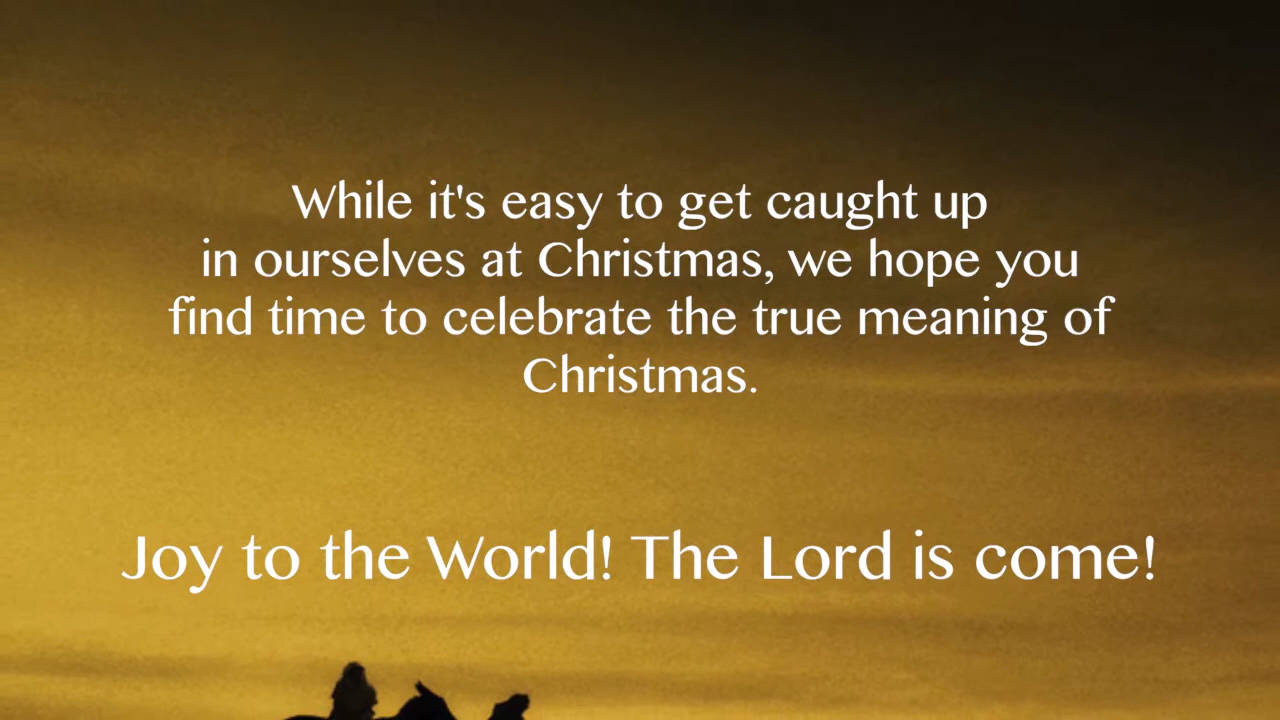 While it's easy to get caught up
in ourselves at Christmas, we hope you
find time to celebrate the true meaning of
Christmas.
Joy to the World! The Lord is come!